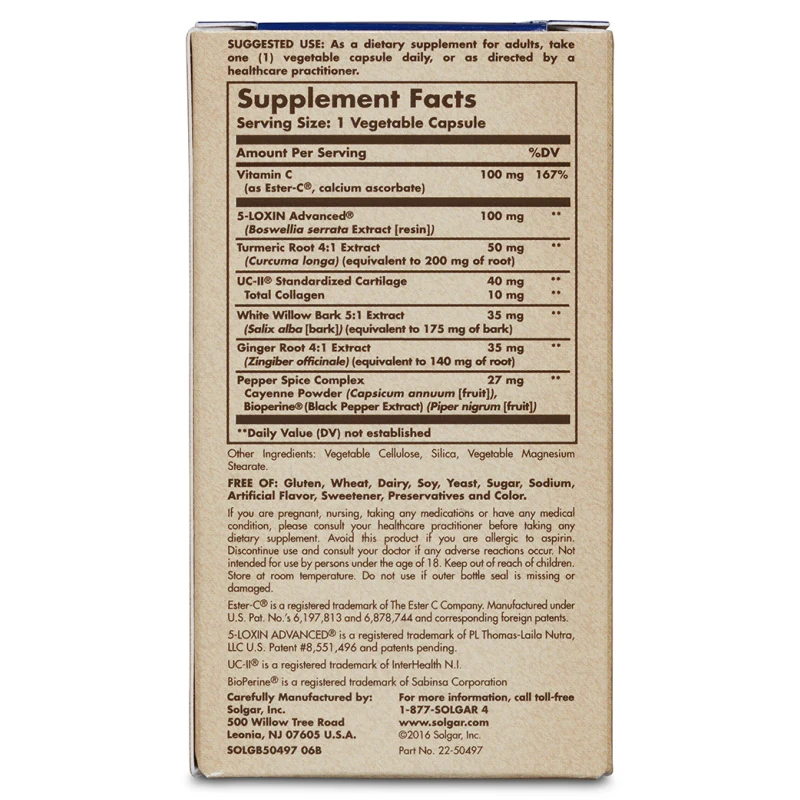 SUGGESTED USE: As a dietary supplement for adults, take
one (1) vegetable capsule daily, or as directed by a
healthcare practitioner.
Supplement Facts
Serving Size: 1 Vegetable Capsule
Amount Per Serving %DV
Vitamin C 100 mg 167%
(as Ester-C®, calcium ascorbate)
5-LOXIN Advanced® 100 mg **
(Boswellia serrata Extract [resin])
Turmeric Root 4:1 Extract 50 mg **
(Curcuma longa) (equivalent to 200 mg of root)
UC-II® Standardized Cartilage 40 mg **
Total Collagen 10 mg **
White Willow Bark 5:1 Extract 35 mg **
(Salix alba [bark]) (equivalent to 175 mg of bark)
Ginger Root 4:1 Extract 35 mg **
(Zingiber officinale) (equivalent to 140 mg of root)
Pepper Spice Complex 27 mg **
Cayenne Powder (Capsicum annuum [fruit]),
Bioperine® (Black Pepper Extract) (Piper nigrum [fruit])
**Daily Value (DV) not established
Other Ingredients: Vegetable Cellulose, Silica, Vegetable Magnesium
Stearate.
FREE OF: Gluten, Wheat, Dairy, Soy, Yeast, Sugar, Sodium,
Artificial Flavor, Sweetener, Preservatives and Color.
If you are pregnant, nursing, taking any medications or have any medical
condition, please consult your healthcare practitioner before taking any
dietary supplement. Avoid this product if you are allergic to aspirin.
Discontinue use and consult your doctor if any adverse reactions occur. Not
intended for use by persons under the age of 18. Keep out of reach of children.
Store at room temperature. Do not use if outer bottle seal is missing or
damaged.
Ester-C® is a registered trademark of The Ester C Company. Manufactured under
U.S. Pat. No.'s 6,197,813 and 6,878,744 and corresponding foreign patents.
5-LOXIN ADVANCED® is a registered trademark of PL Thomas-Laila Nutra,
LLC U.S. Patent #8,551,496 and patents pending.
UC-II® is a registered trademark of InterHealth N.I.
BioPerine® is a registered trademark of Sabinsa Corporation
Carefully Manufactured by:
Solgar, Inc.
500 Willow Tree Road
Leonia, NJ 07605 U.S.A.
SOLGB50497 06B
For more information, call toll-free
1-877-SOLGAR 4
www.solgar.com
©2016 Solgar, Inc.
Part No. 22-50497